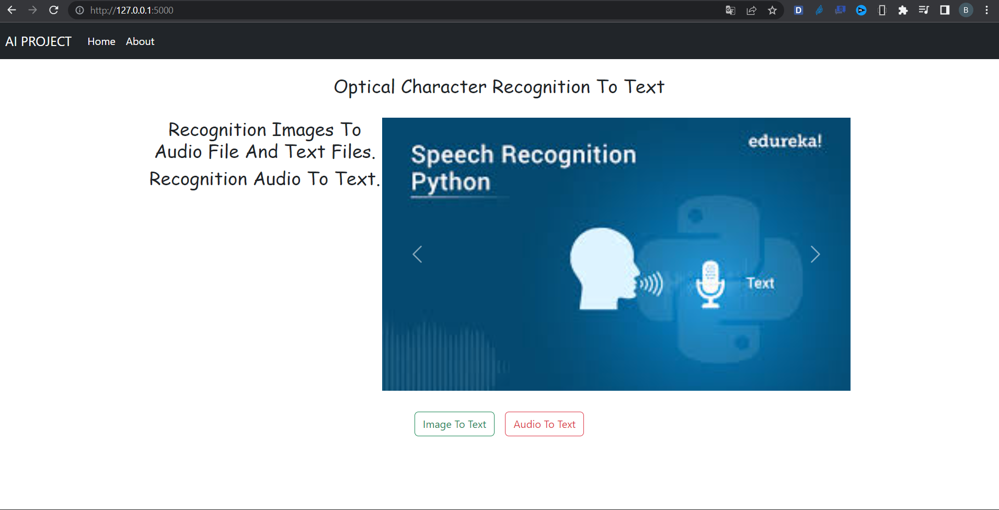 http://127.0.0.1:5000
D
B
AI PROJECT Home About
Optical Character Recognition To Text
Recognition Images To
Audio File And Text Files.
Recognition Audio To Text.
edureka!
Speech Recognition
Python
Text
Image To Text Audio To Text